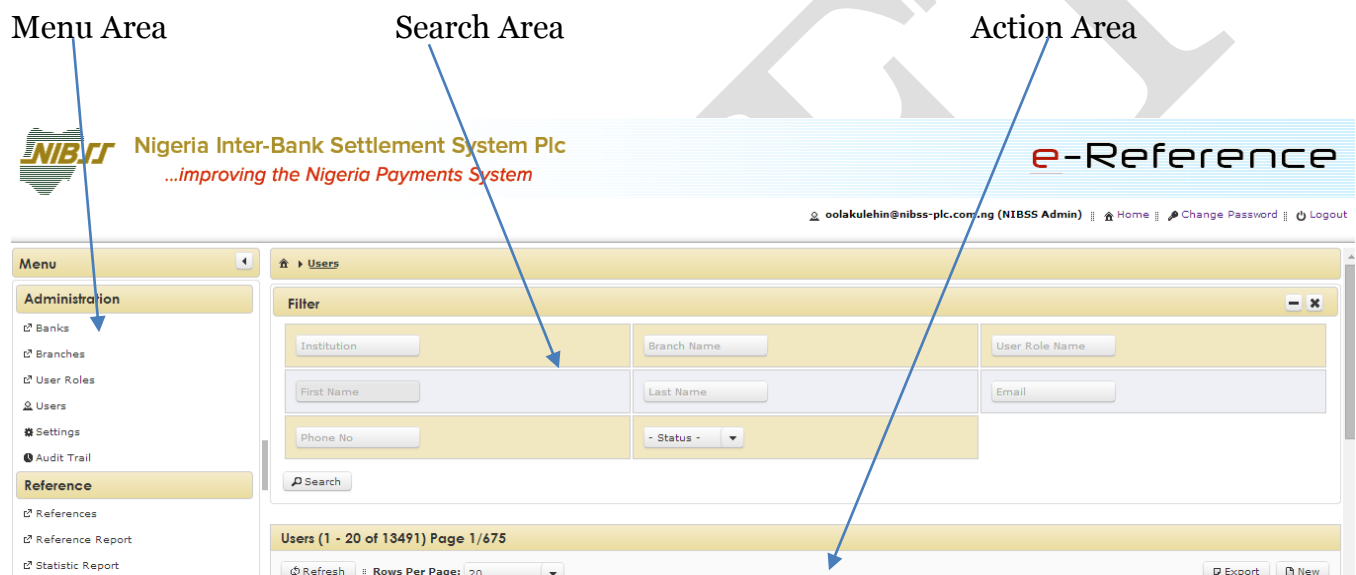 Menu Area Search Area Action Area
NIBSS Nigeria Inter-Bank Settlement System Plc
...improving the Nigeria Payments System
e-Reference
oolakulehin@nibss-plc.com.ng (NIBSS Admin) Home Change Password Logout
Menu Users
Administration Filter
Banks
Institution Branch Name User Role Name
Branches
User Roles
First Name Last Name Email
Users
Settings
Phone No - Status -
Audit Trail
Reference Search
References
Reference Report Users (1 - 20 of 13491) Page 1/675
Statistic Report Refresh Rows Per Page: 20 Export New